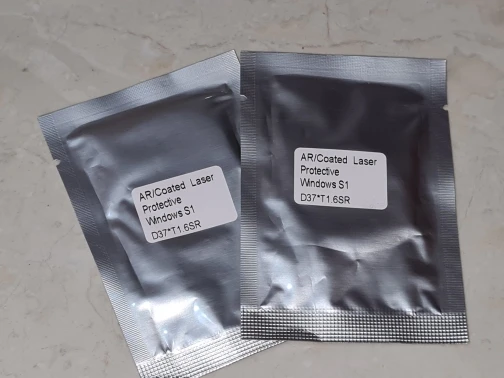 AR/Coated Laser
Protective
Windows S1
D37*T1.6SR
AR/Coated Laser
Protective
Windows S1
D37*T1.6SR